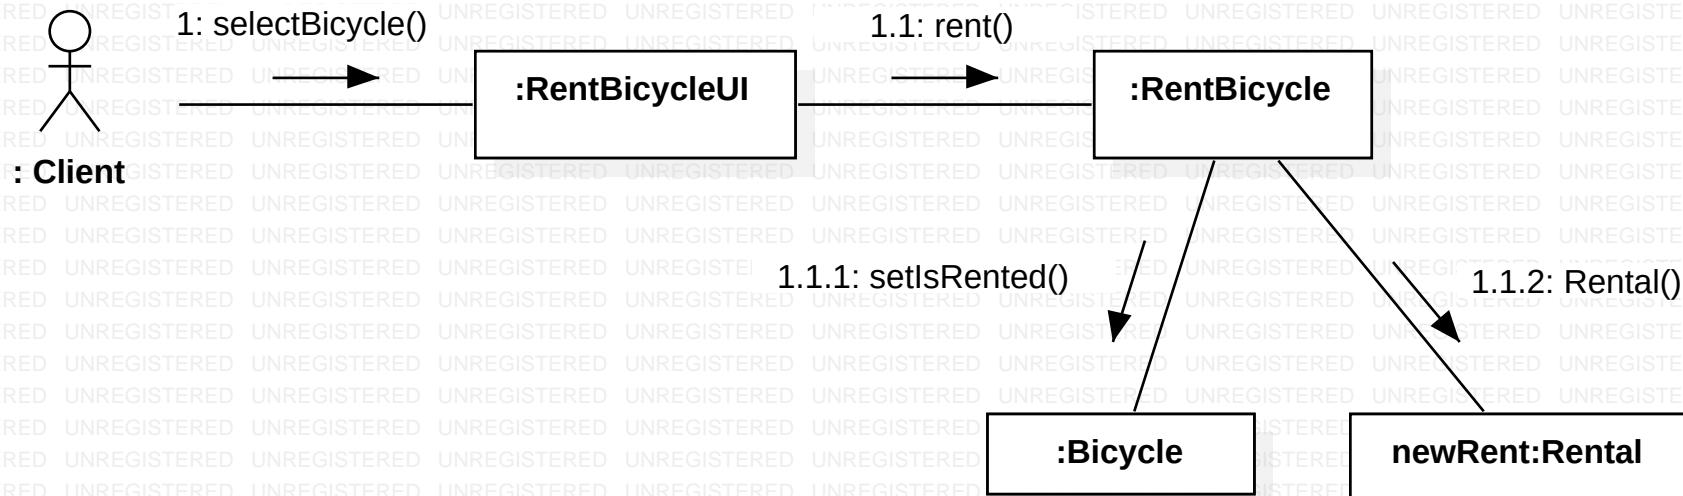 1: selectBicycle()
1.1: rent()
:RentBicycleUI
:RentBicycle
: Client
1.1.1: setIsRented()
1.1.2: Rental()
:Bicycle
newRent:Rental
UNREGISTERED